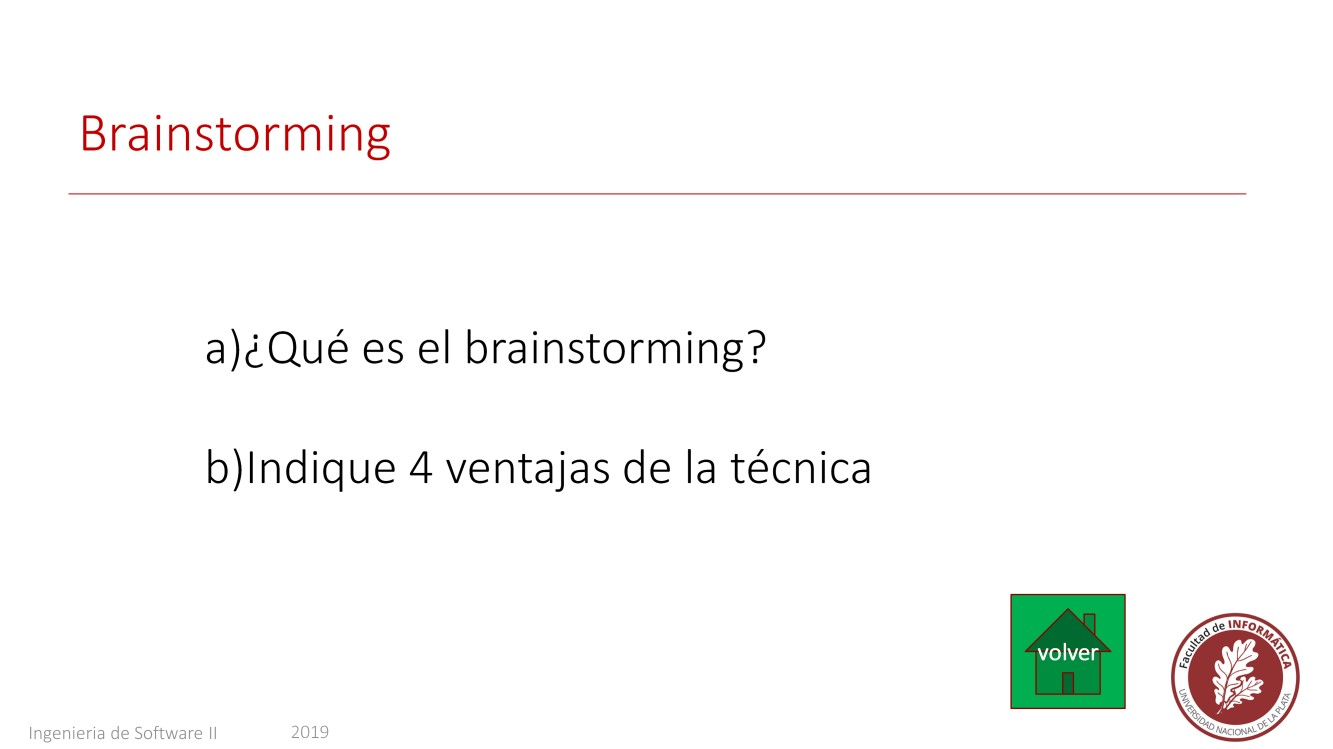 Brainstorming
a)¿Qué es el brainstorming?
b)Indique 4 ventajas de la técnica
volver
Facultad de INFORMÁTICA
UNIVERSIDAD NACIONAL DE LA PLATA
Ingenieria de Software II 2019